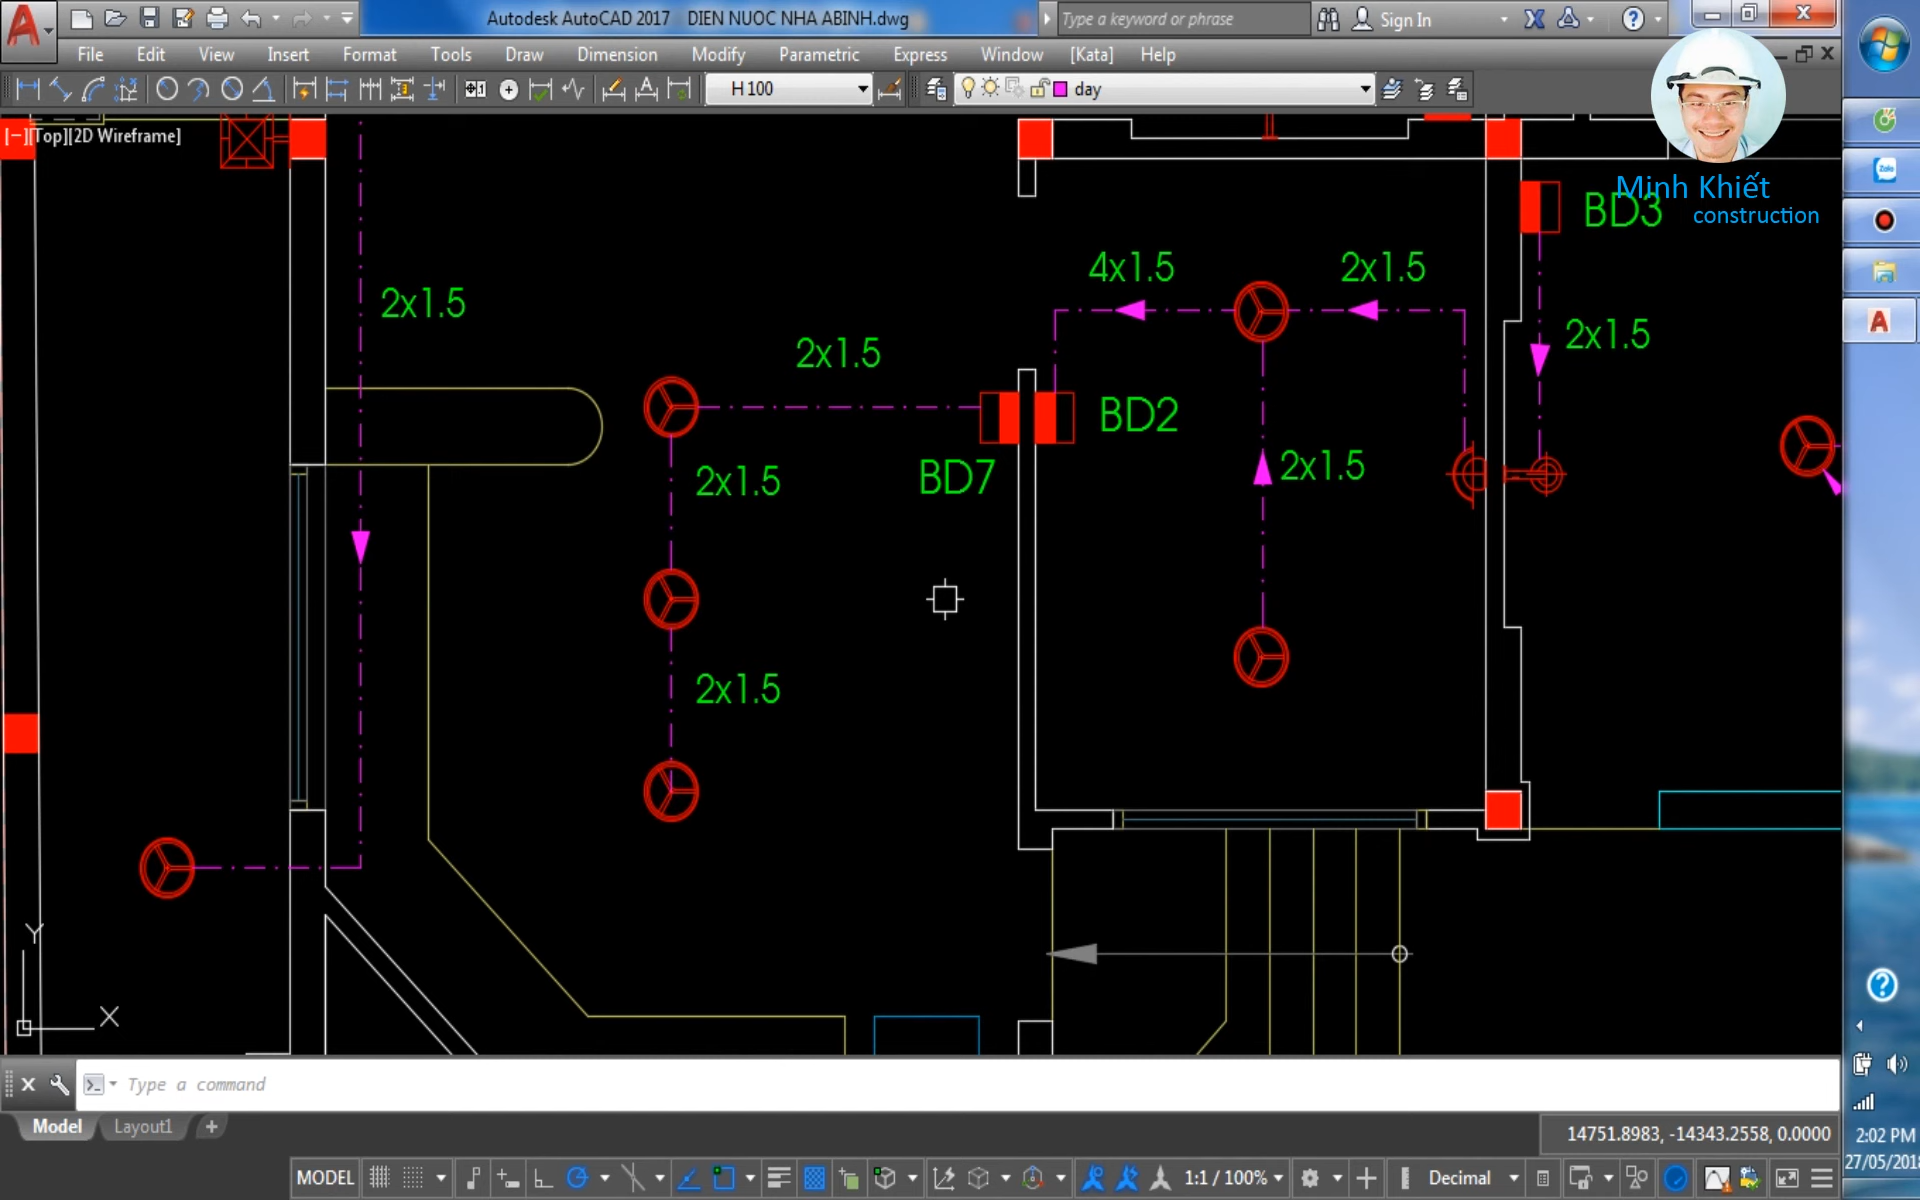 Autodesk AutoCAD 2017 DIEN NUOC NHA ABINH.dwg
Type a keyword or phrase
Sign In
File Edit View Insert Format Tools Draw Dimension Modify Parametric Express Window [Kata] Help
H100
day
[−][Top][2D Wireframe]
Minh Khiết
construction
BD3
4x1.5
2x1.5
2x1.5
2x1.5
2x1.5
BD2
2x1.5
BD7
2x1.5
2x1.5
Y
X
Zalo
Type a command
Model
Layout1
14751.8983, -14343.2558, 0.0000
2:02 PM
27/05/201
MODEL
1:1 / 100%
Decimal